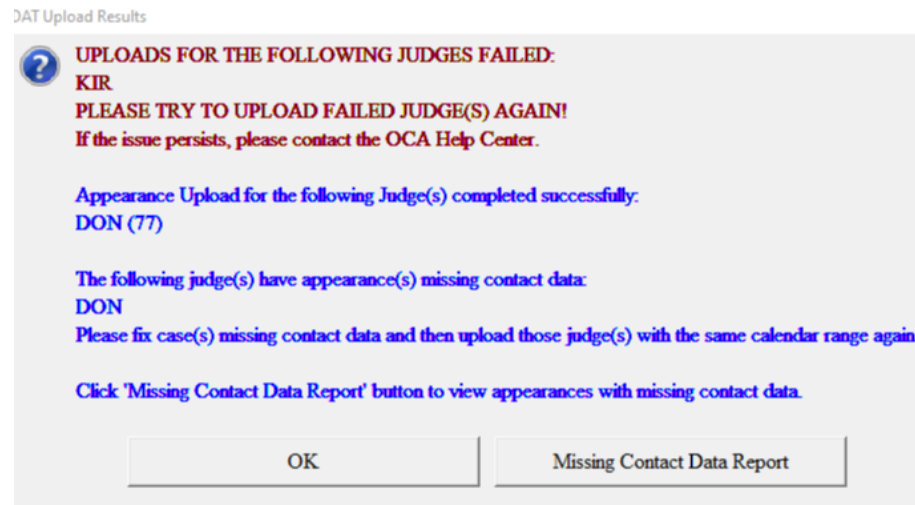 DAT Upload Results
UPLOADS FOR THE FOLLOWING JUDGES FAILED:
KIR
PLEASE TRY TO UPLOAD FAILED JUDGE(S) AGAIN!
If the issue persists, please contact the OCA Help Center.
Appearance Upload for the following Judge(s) completed successfully:
DON (77)
The following judge(s) have appearance(s) missing contact data:
DON
Please fix case(s) missing contact data and then upload those judge(s) with the same calendar range again
Click 'Missing Contact Data Report' button to view appearances with missing contact data.
OK
Missing Contact Data Report